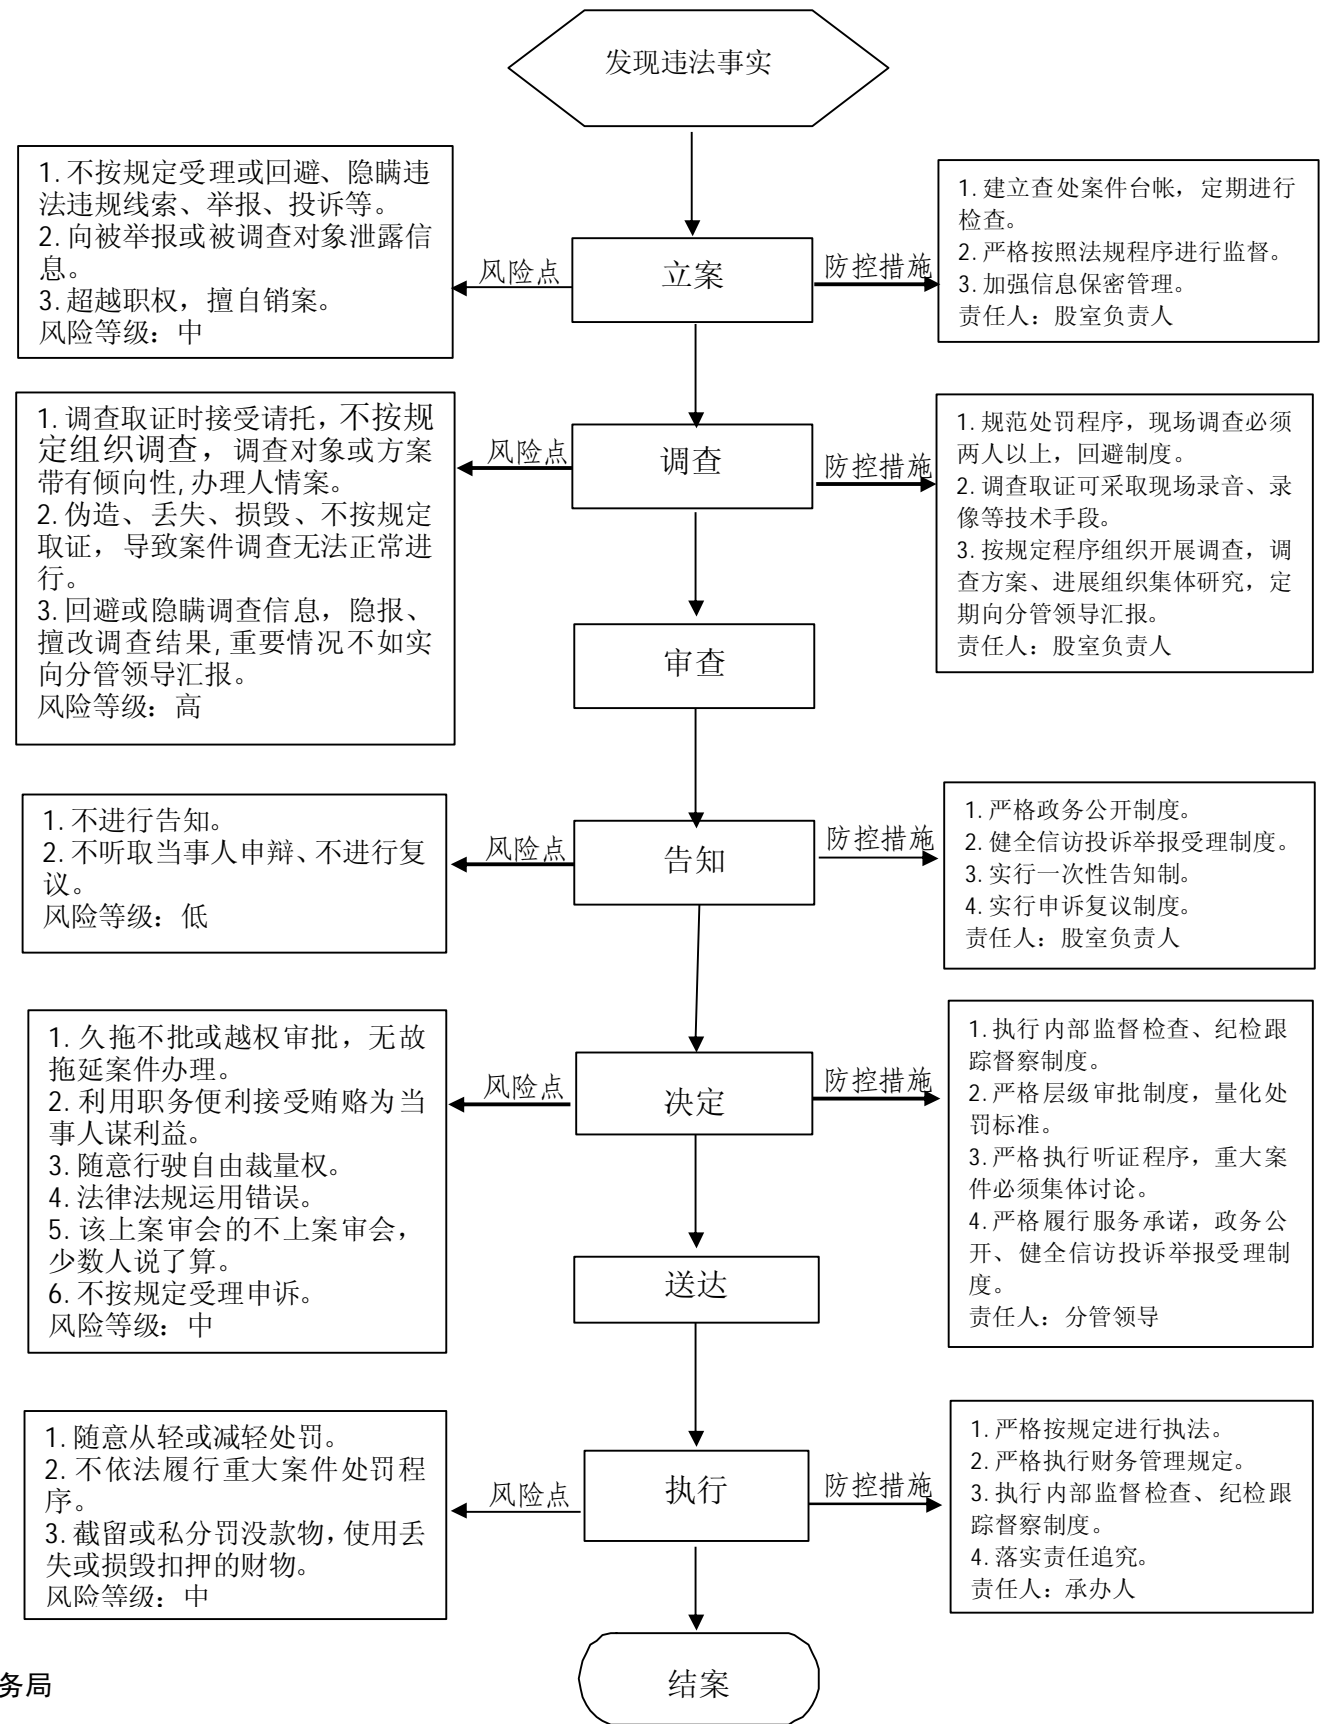 发现违法事实
1.不按规定受理或回避、隐瞒违
法违规线索、举报、投诉等。
2.向被举报或被调查对象泄露信
息。
3.超越职权，擅自销案。
风险等级：中
风险点
立案
防控措施
1.建立查处案件台帐，定期进行
检查。
2.严格按照法规程序进行监督。
3.加强信息保密管理。
责任人：股室负责人
1.调查取证时接受请托，不按规
定组织调查，调查对象或方案
带有倾向性,办理人情案。
2.伪造、丢失、损毁、不按规定
取证，导致案件调查无法正常进
行。
3.回避或隐瞒调查信息，隐报、
擅改调查结果,重要情况不如实
向分管领导汇报。
风险等级：高
风险点
调查
防控措施
1.规范处罚程序，现场调查必须
两人以上，回避制度。
2.调查取证可采取现场录音、录
像等技术手段。
3.按规定程序组织开展调查，调
查方案、进展组织集体研究，定
期向分管领导汇报。
责任人：股室负责人
审查
1.不进行告知。
2.不听取当事人申辩、不进行复
议。
风险等级：低
风险点
告知
防控措施
1.严格政务公开制度。
2.健全信访投诉举报受理制度。
3.实行一次性告知制。
4.实行申诉复议制度。
责任人：股室负责人
1.久拖不批或越权审批，无故
拖延案件办理。
2.利用职务便利接受贿赂为当
事人谋利益。
3.随意行驶自由裁量权。
4.法律法规运用错误。
5.该上案审会的不上案审会，
少数人说了算。
6.不按规定受理申诉。
风险等级：中
风险点
决定
防控措施
1.执行内部监督检查、纪检跟
踪督察制度。
2.严格层级审批制度，量化处
罚标准。
3.严格执行听证程序，重大案
件必须集体讨论。
4.严格履行服务承诺，政务公
开、健全信访投诉举报受理制
度。
责任人：分管领导
送达
1.随意从轻或减轻处罚。
2.不依法履行重大案件处罚程
序。
3.截留或私分罚没款物，使用丢
失或损毁扣押的财物。
风险等级：中
风险点
执行
防控措施
1.严格按规定进行执法。
2.严格执行财务管理规定。
3.执行内部监督检查、纪检跟
踪督察制度。
4.落实责任追究。
责任人：承办人
结案
务局